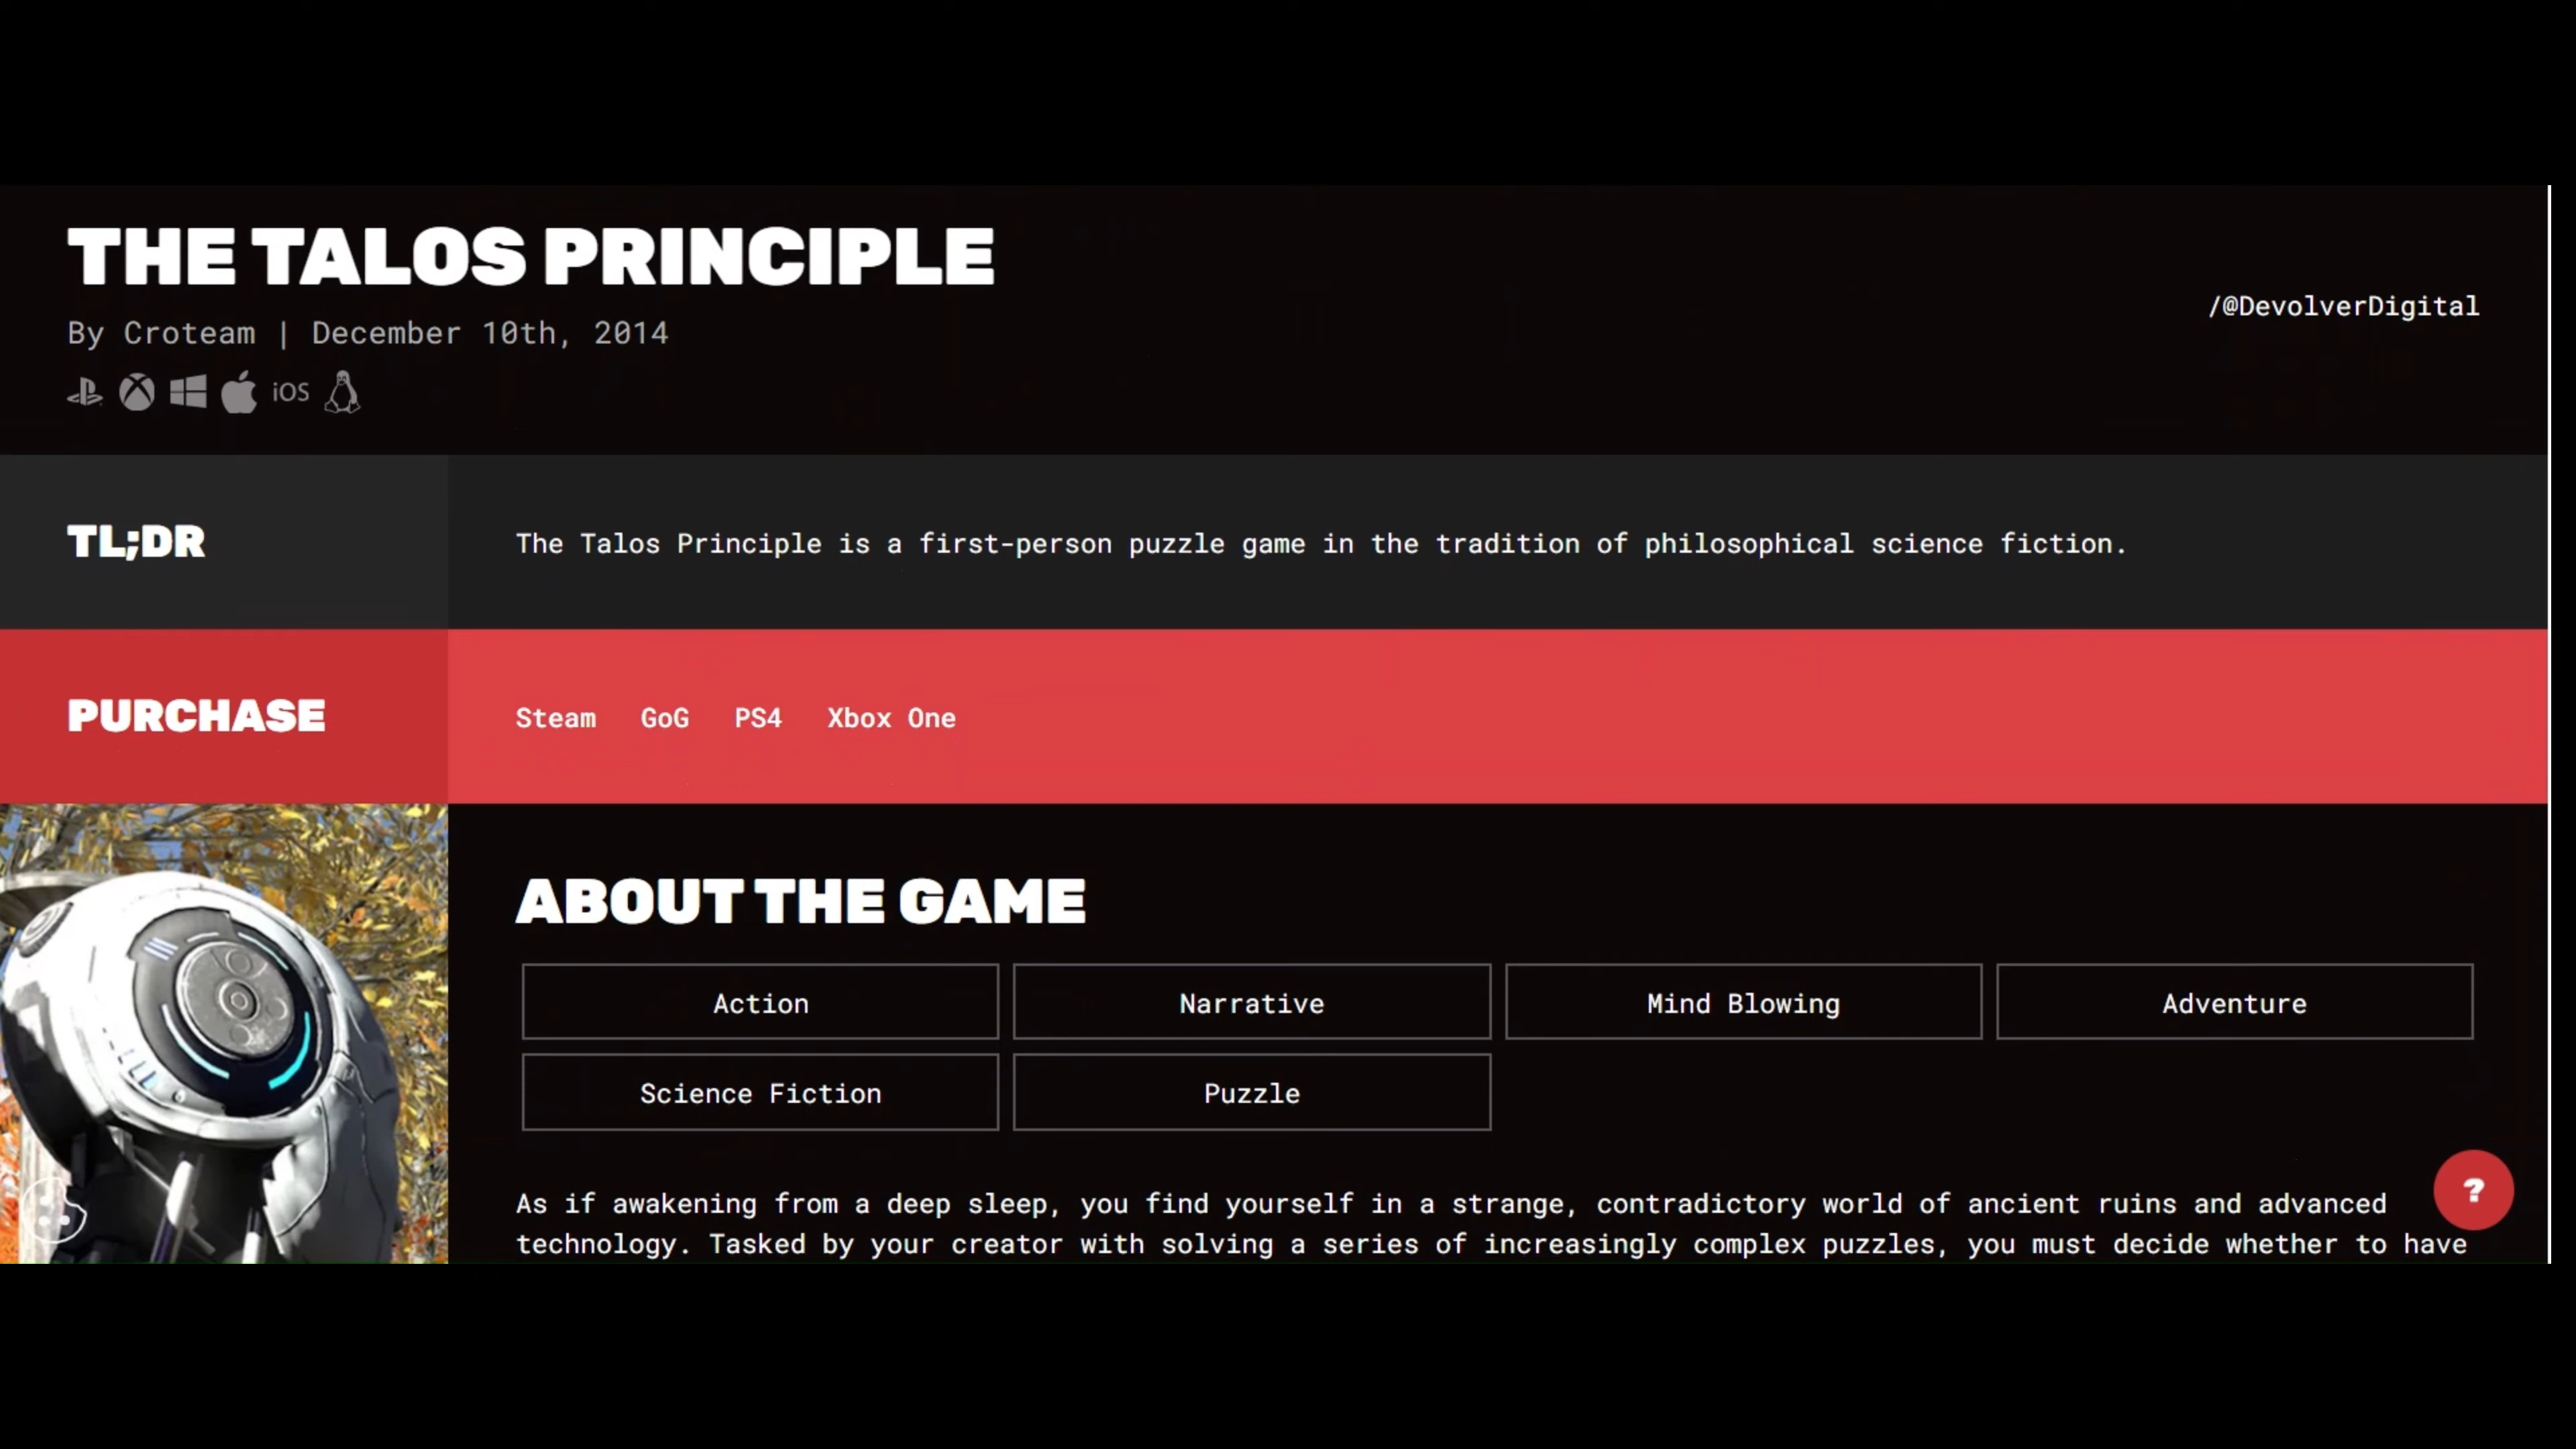 THE TALOS PRINCIPLE
By Croteam | December 10th, 2014
/@DevolverDigital
iOS
TL;DR
The Talos Principle is a first-person puzzle game in the tradition of philosophical science fiction.
PURCHASE
Steam GoG PS4 Xbox One
ABOUT THE GAME
Action Narrative Mind Blowing Adventure
Science Fiction Puzzle
As if awakening from a deep sleep, you find yourself in a strange, contradictory world of ancient ruins and advanced
technology. Tasked by your creator with solving a series of increasingly complex puzzles, you must decide whether to have
?